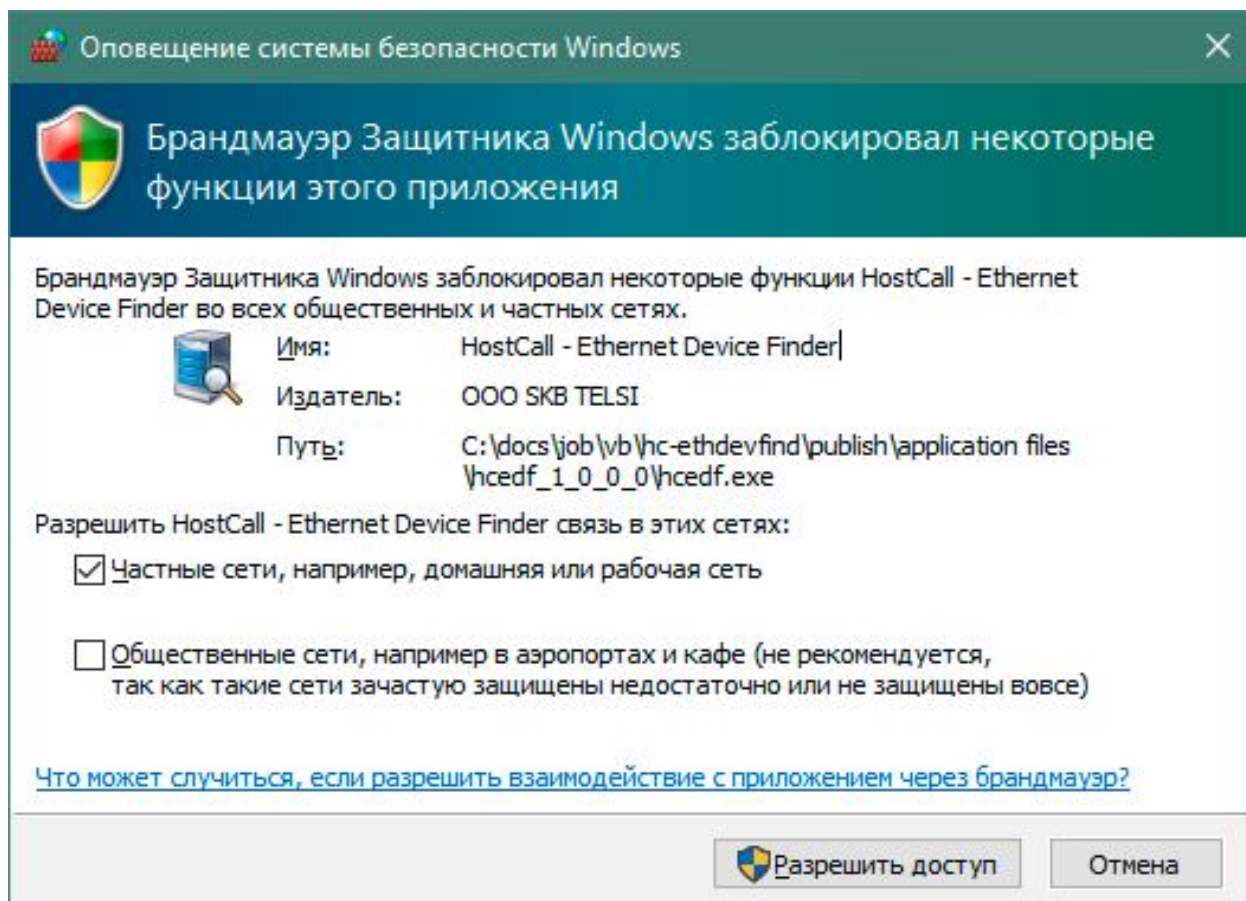 Оповещение системы безопасности Windows
Брандмауэр Защитника Windows заблокировал некоторые
функции этого приложения
Брандмауэр Защитника Windows заблокировал некоторые функции HostCall - Ethernet
Device Finder во всех общественных и частных сетях.
Имя: HostCall - Ethernet Device Finder
Издатель: OOO SKB TELSI
Путь: C:\docs\job\vb\hc-ethdevfind\publish\application files
\hcedf_1_0_0_0\hcedf.exe
Разрешить HostCall - Ethernet Device Finder связь в этих сетях:
Частные сети, например, домашняя или рабочая сеть
Общественные сети, например в аэропортах и кафе (не рекомендуется,
так как такие сети зачастую защищены недостаточно или не защищены вовсе)
Что может случиться, если разрешить взаимодействие с приложением через брандмауэр?
Разрешить доступ Отмена